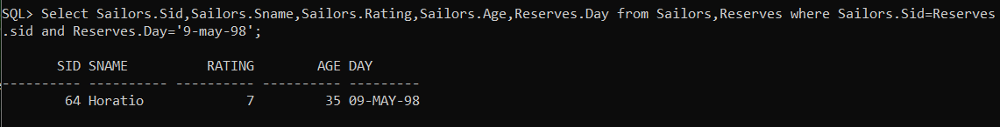 SQL> Select Sailors.Sid,Sailors.Sname,Sailors.Rating,Sailors.Age,Reserves.Day from Sailors,Reserves where Sailors.Sid=Reserves
.sid and Reserves.Day='9-may-98';
       SID SNAME          RATING        AGE DAY
---------- ---------- ---------- ---------- ---------
        64 Horatio             7         35 09-MAY-98